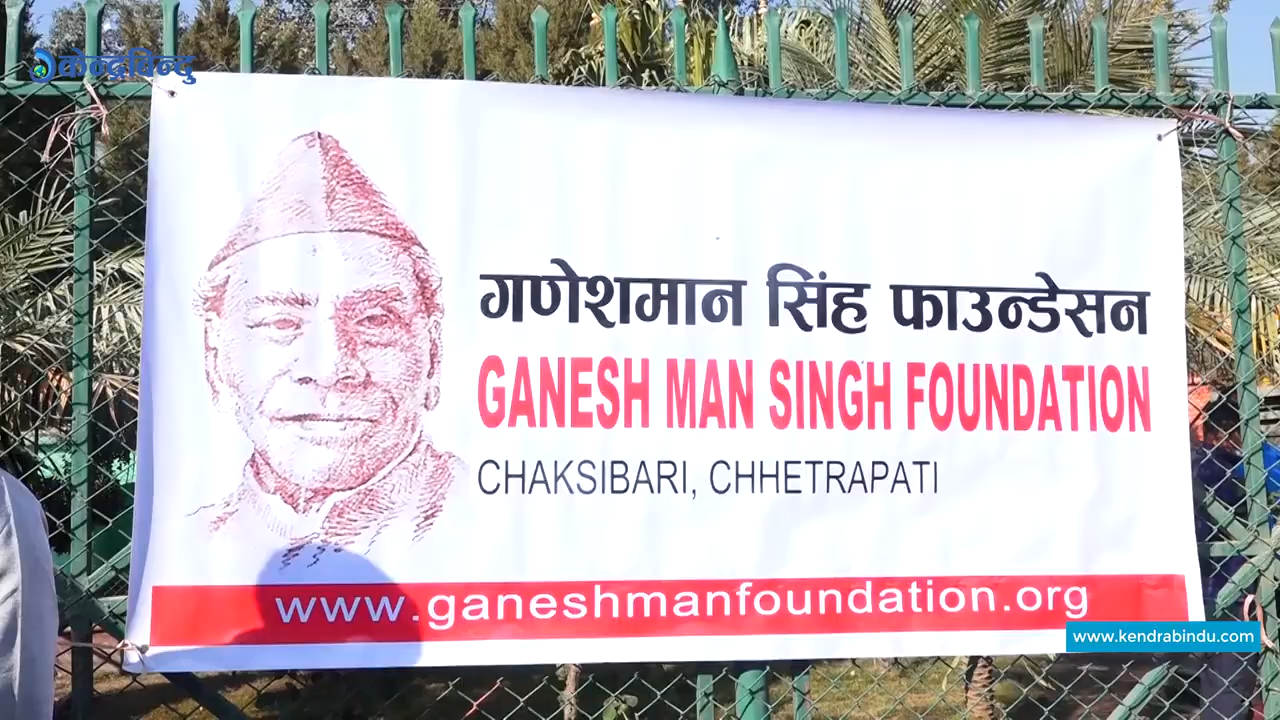 केन्द्रबिन्दु
गणेशमान सिंह फाउन्डेसन
GANESH MAN SINGH FOUNDATION
CHAKSIBARI, CHHETRAPATI
www.ganeshmanfoundation.org
www.kendrabindu.com